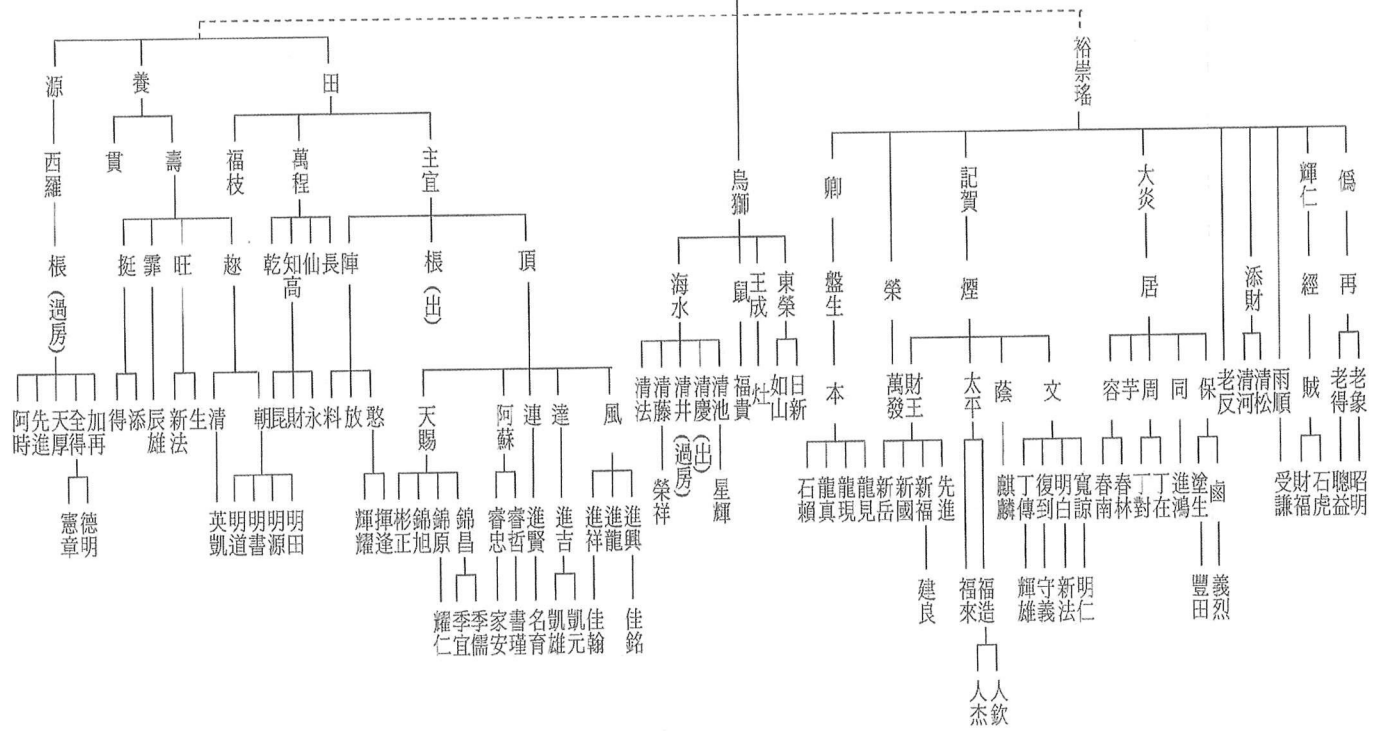 裕崇瑤
田
養
源
偽
輝仁
大炎
記賀
卿
烏獅
主宜
萬程
福枝
壽
貫
西羅
再
經
添財
居
煙
榮
盤生
東榮
王成
鼠
海水
頂
棖(出)
陣
長
仙
知高
乾
趂
旺
霏
挺
棖(過房)
老象
老得
賊
雨順
清松
清河
老反
保
同
周
芋
容
文
蔭
太平
財王
萬發
本
日新
如山
灶
福貴
清池
清慶(出)
清井(過房)
清藤
清法
風
達
連
阿蘇
天賜
憨
放
料
永
財
昆
朝
清
生
新法
辰雄
添
得
加再
全得
天厚
先進
阿時
昭明
聰益
石虎
財福
受謙
鹵
塗生
進鴻
丁在
丁對
春林
春南
寬諒
明白
復到
丁傳
麒麟
先進
新福
新國
新岳
龍見
龍現
龍真
石賴
星輝
榮祥
進興
進龍
進祥
進吉
進賢
睿哲
睿忠
錦昌
錦原
錦旭
彬正
揮逢
輝耀
明田
明源
明書
明道
英凱
德明
憲章
義烈
豐田
明仁
新法
守義
輝雄
福造
福來
建良
佳銘
佳翰
凱元
凱雄
名育
書瑾
家安
季儒
季宜
耀仁
人欽
人杰